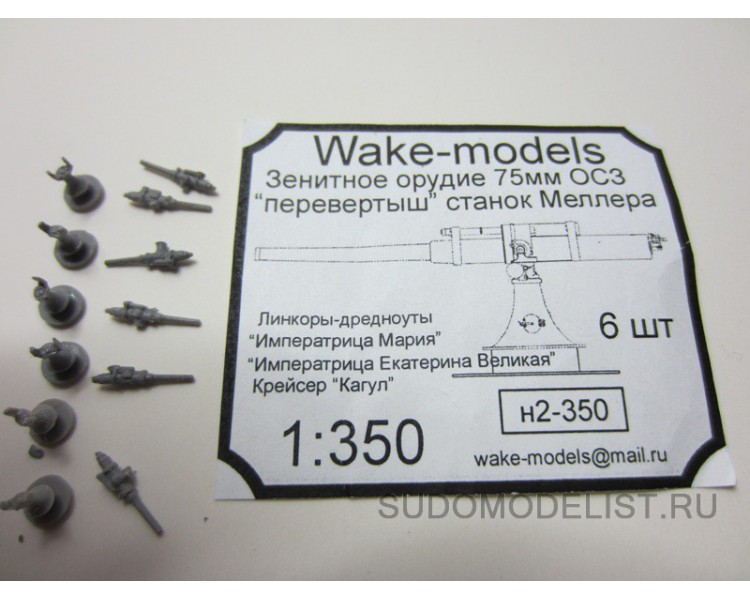 Wake-models
Зенитное орудие 75мм ОСЗ
“перевертыш” станок Меллера
Линкоры-дредноуты
“Императрица Мария”
“Императрица Екатерина Великая”
Крейсер “Кагул”
6 шт
н2-350
1:350
wake-models@mail.ru
SUDOMODELIST.RU